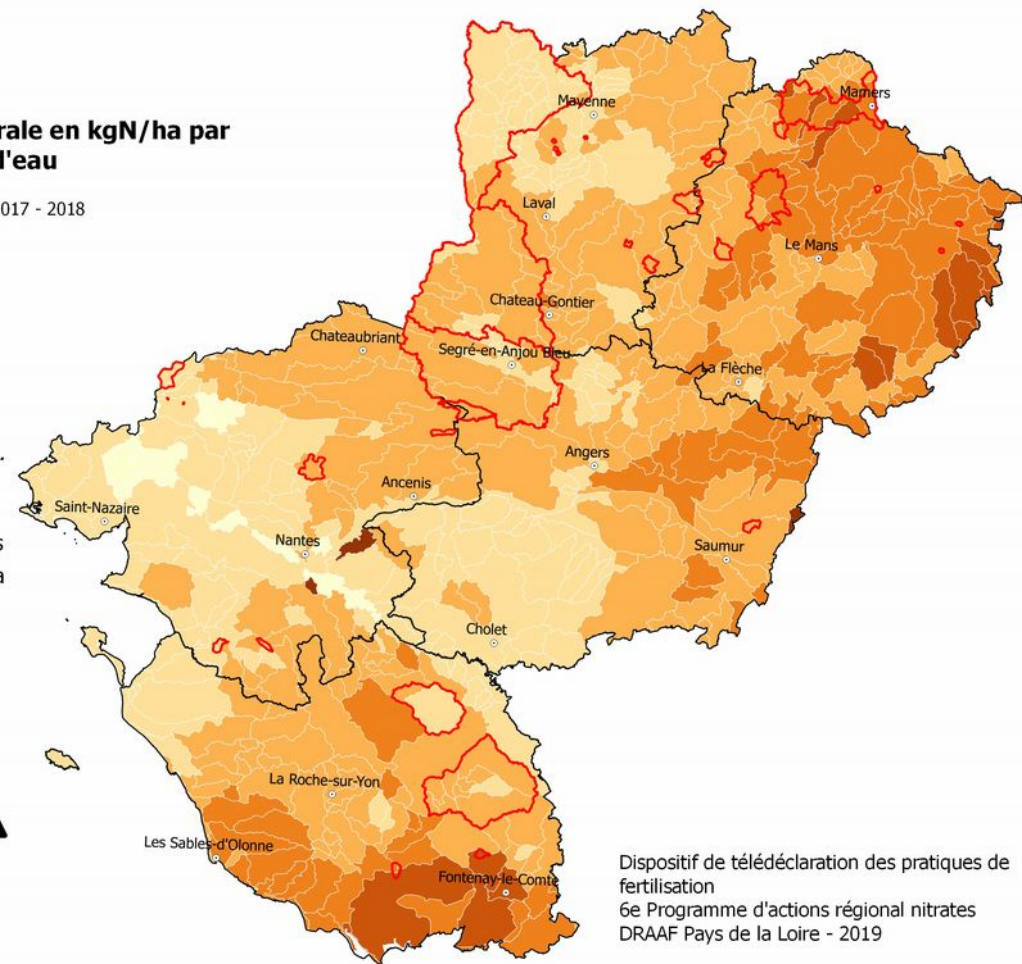 rale en kgN/ha par
l'eau
017 - 2018
Mayenne
Mamers
Laval
Le Mans
Chateau-Gontier
Chateaubriant
Segré-en-Anjou Bleu
La Flèche
Angers
Ancenis
Saint-Nazaire
Nantes
Saumur
s
a
Cholet
La Roche-sur-Yon
Les Sables-d'Olonne
Fontenay-le-Comte
Dispositif de télédéclaration des pratiques de
fertilisation
6e Programme d'actions régional nitrates
DRAAF Pays de la Loire - 2019